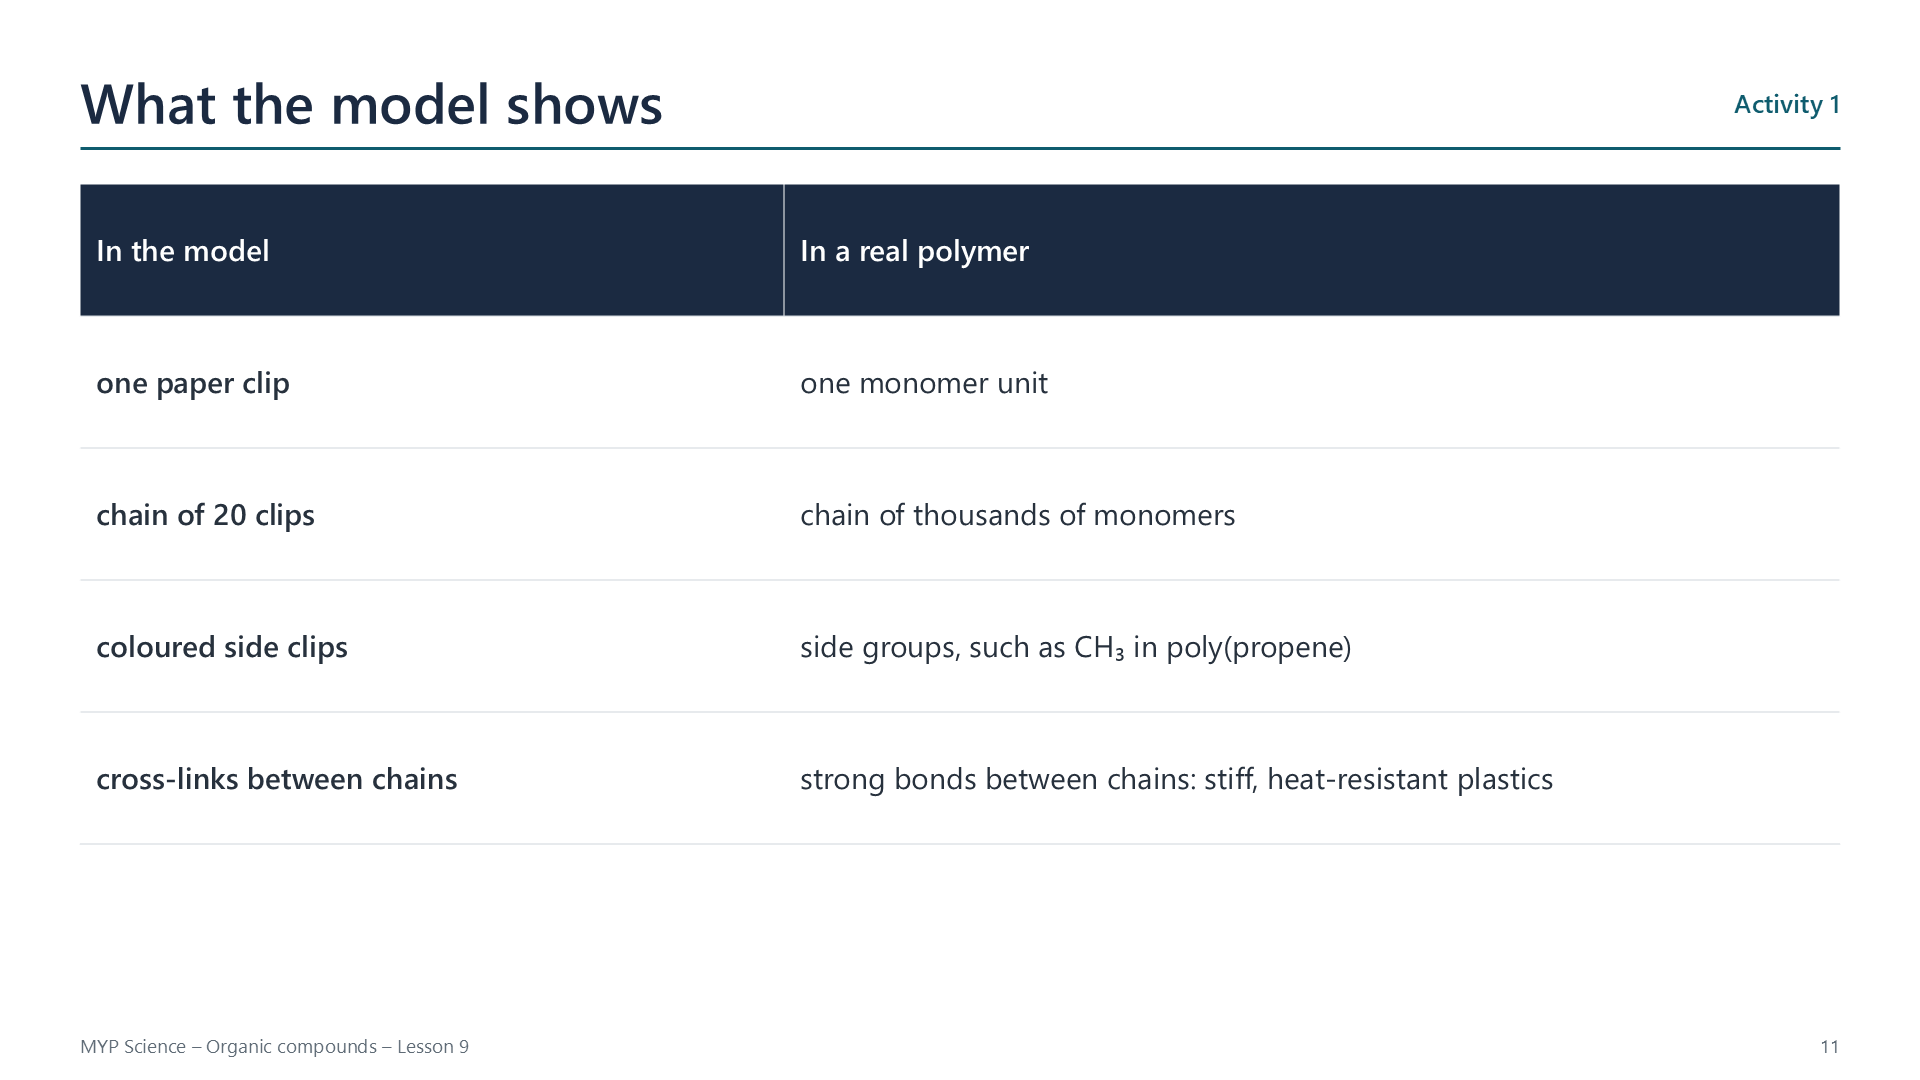 What the model shows
Activity 1
In the model
In a real polymer
one paper clip
one monomer unit
chain of 20 clips
chain of thousands of monomers
coloured side clips
side groups, such as CH₃ in poly(propene)
cross-links between chains
strong bonds between chains: stiff, heat-resistant plastics
MYP Science – Organic compounds – Lesson 9
11